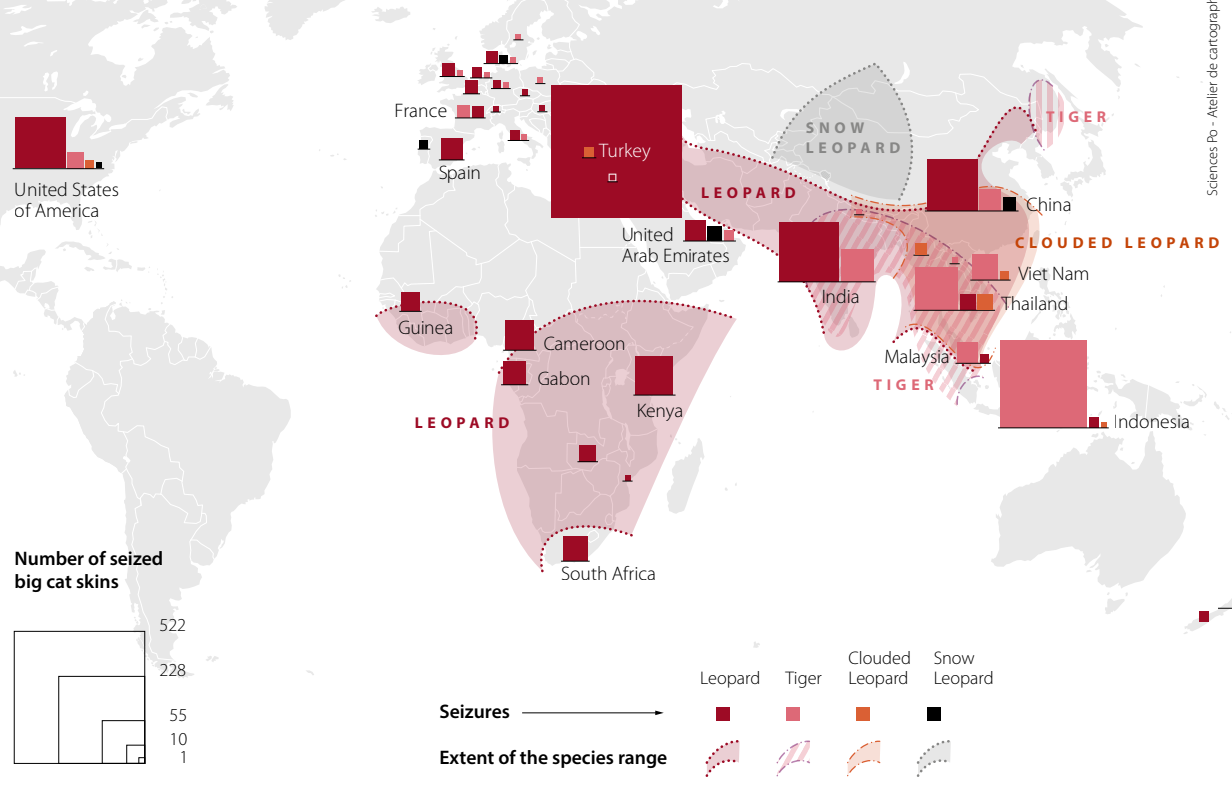 Sciences Po - Atelier de cartograph
France
Spain
Turkey
United States
of America
United
Arab Emirates
SNOW
LEOPARD
LEOPARD
TIGER
China
CLOUDED LEOPARD
India
Viet Nam
Thailand
Malaysia
TIGER
Indonesia
Guinea
Cameroon
Gabon
Kenya
LEOPARD
South Africa
Number of seized
big cat skins
522
228
55
10
1
Leopard
Tiger
Clouded
Leopard
Snow
Leopard
Seizures
Extent of the species range